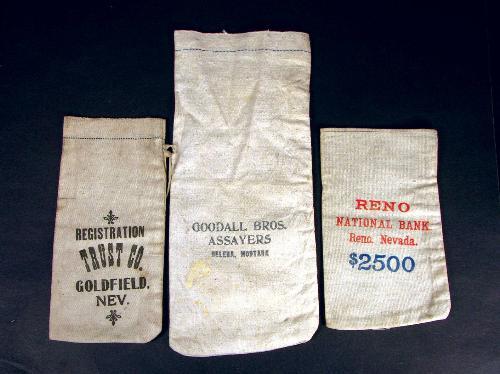 REGISTRATION
TRUST CO.
GOLDFIELD,
NEV.
GOODALL BROS.
ASSAYERS
HELENA, MONTANA
RENO
NATIONAL BANK
Reno, Nevada.
$2500